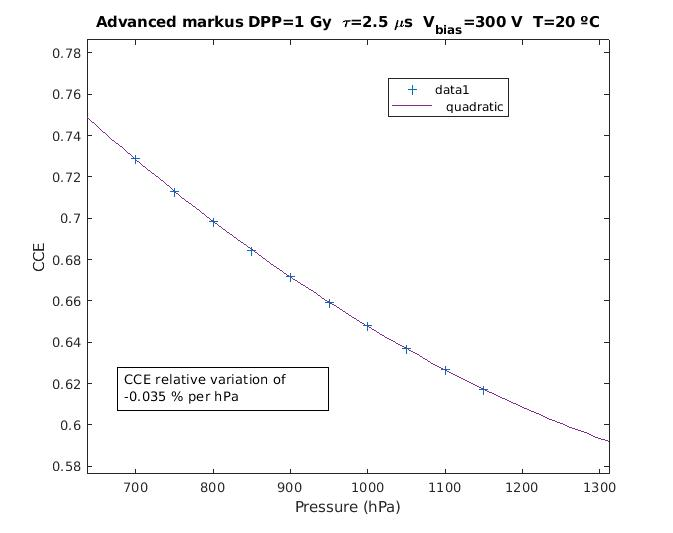 Advanced markus DPP=1 Gy τ=2.5 μs V_bias=300 V T=20 ºC
0.78
0.76
0.74
0.72
0.7
0.68
0.66
0.64
0.62
0.6
0.58
CCE
data1
quadratic
CCE relative variation of
-0.035 % per hPa
700 800 900 1000 1100 1200 1300
Pressure (hPa)